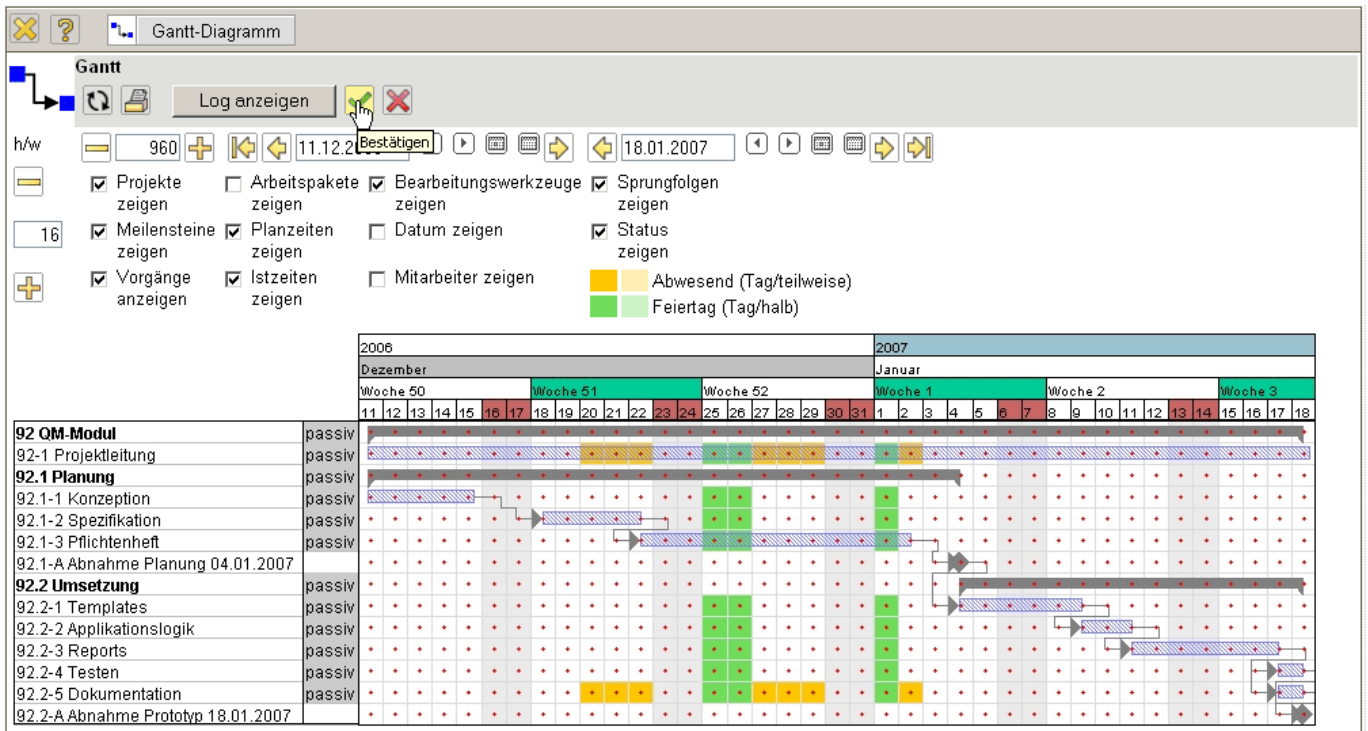 Gantt-Diagramm
Gantt
Log anzeigen
Bestätigen
h/w 960 11.12.2 18.01.2007
Projekte zeigen Arbeitspakete zeigen Bearbeitungswerkzeuge zeigen Sprungfolgen zeigen
16 Meilensteine zeigen Planzeiten zeigen Datum zeigen Status zeigen
Vorgänge anzeigen Istzeiten zeigen Mitarbeiter zeigen
Abwesend (Tag/teilweise)
Feiertag (Tag/halb)
2006 2007
Dezember Januar
Woche 50 Woche 51 Woche 52 Woche 1 Woche 2 Woche 3
11 12 13 14 15 16 17 18 19 20 21 22 23 24 25 26 27 28 29 30 31 1 2 3 4 5 6 7 8 9 10 11 12 13 14 15 16 17 18
92 QM-Modul passiv
92-1 Projektleitung passiv
92.1 Planung passiv
92.1-1 Konzeption passiv
92.1-2 Spezifikation passiv
92.1-3 Pflichtenheft passiv
92.1-A Abnahme Planung 04.01.2007
92.2 Umsetzung passiv
92.2-1 Templates passiv
92.2-2 Applikationslogik passiv
92.2-3 Reports passiv
92.2-4 Testen passiv
92.2-5 Dokumentation passiv
92.2-A Abnahme Prototyp 18.01.2007